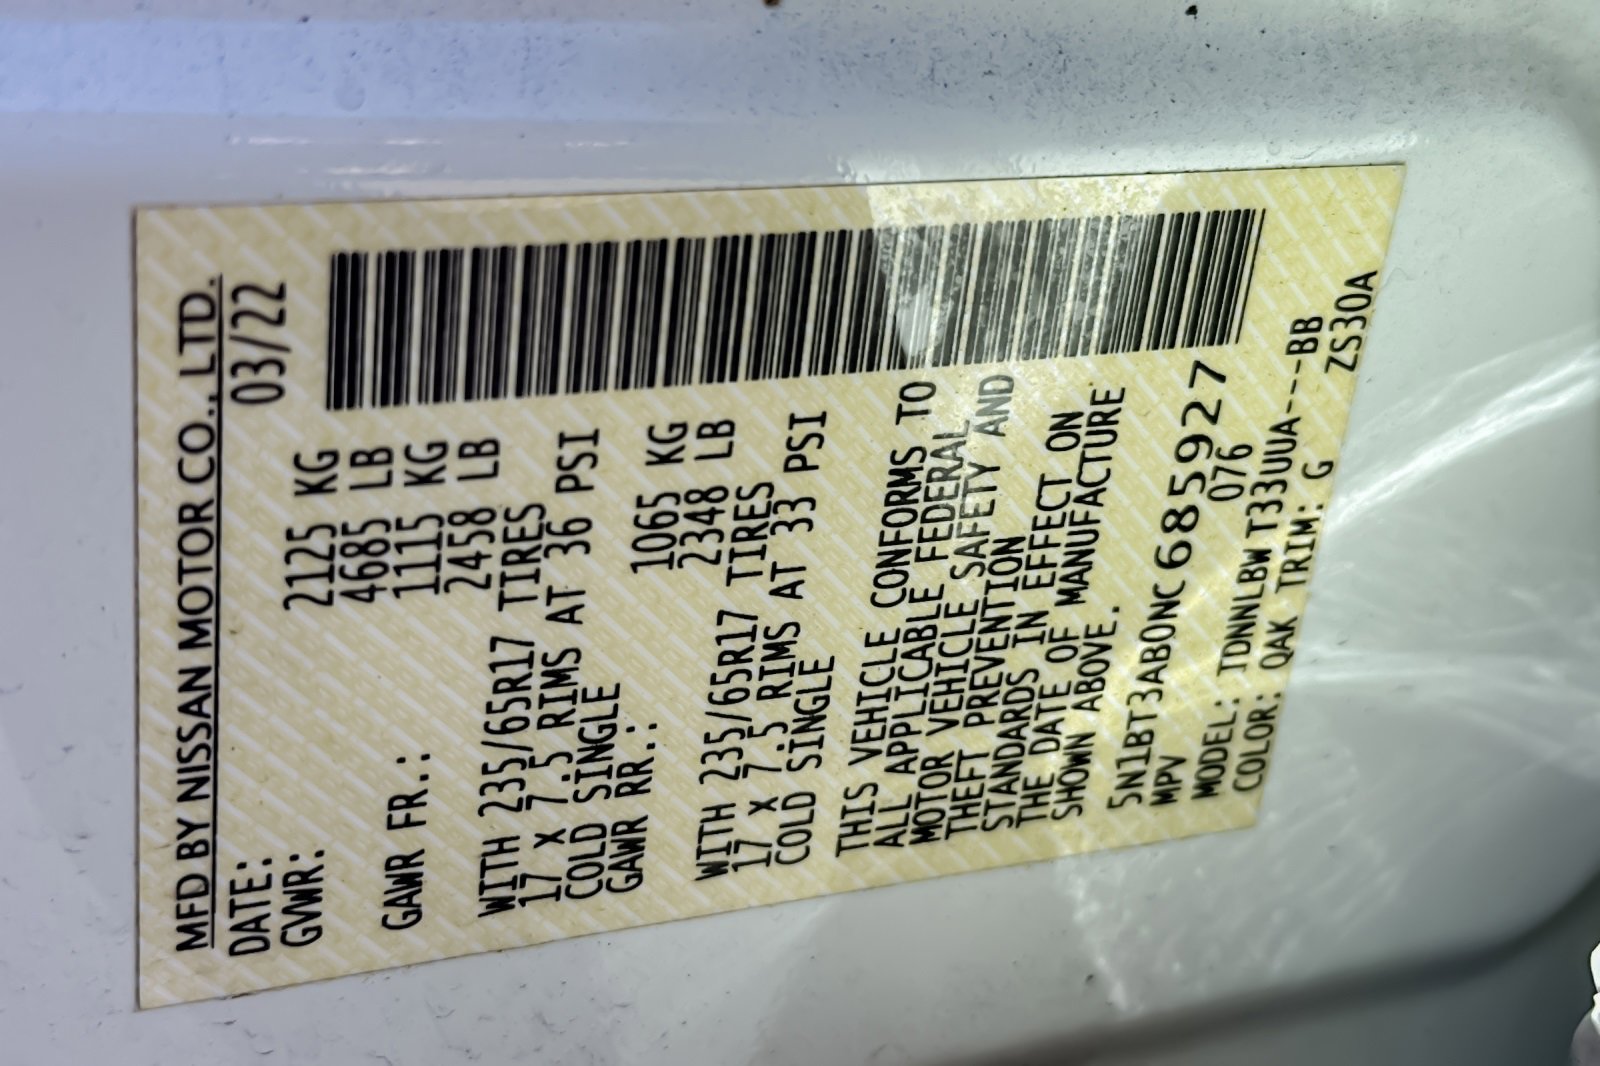 MFD BY NISSAN MOTOR CO., LTD.
DATE: 03/22
GVWR: 2125 KG
4685 LB
GAWR FR.: 1115 KG
2458 LB
WITH 235/65R17 TIRES
17 X 7.5 RIMS AT 36 PSI
COLD SINGLE
GAWR RR.: 1065 KG
2348 LB
WITH 235/65R17 TIRES
17 X 7.5 RIMS AT 33 PSI
COLD SINGLE
THIS VEHICLE CONFORMS TO
ALL APPLICABLE FEDERAL
MOTOR VEHICLE SAFETY AND
THEFT PREVENTION
STANDARDS IN EFFECT ON
THE DATE OF MANUFACTURE
SHOWN ABOVE.
5N1BT3AB0NC685927
MPV 076
MODEL: TDNNLBW T33UUA---BB
COLOR: QAK TRIM: G ZS30A